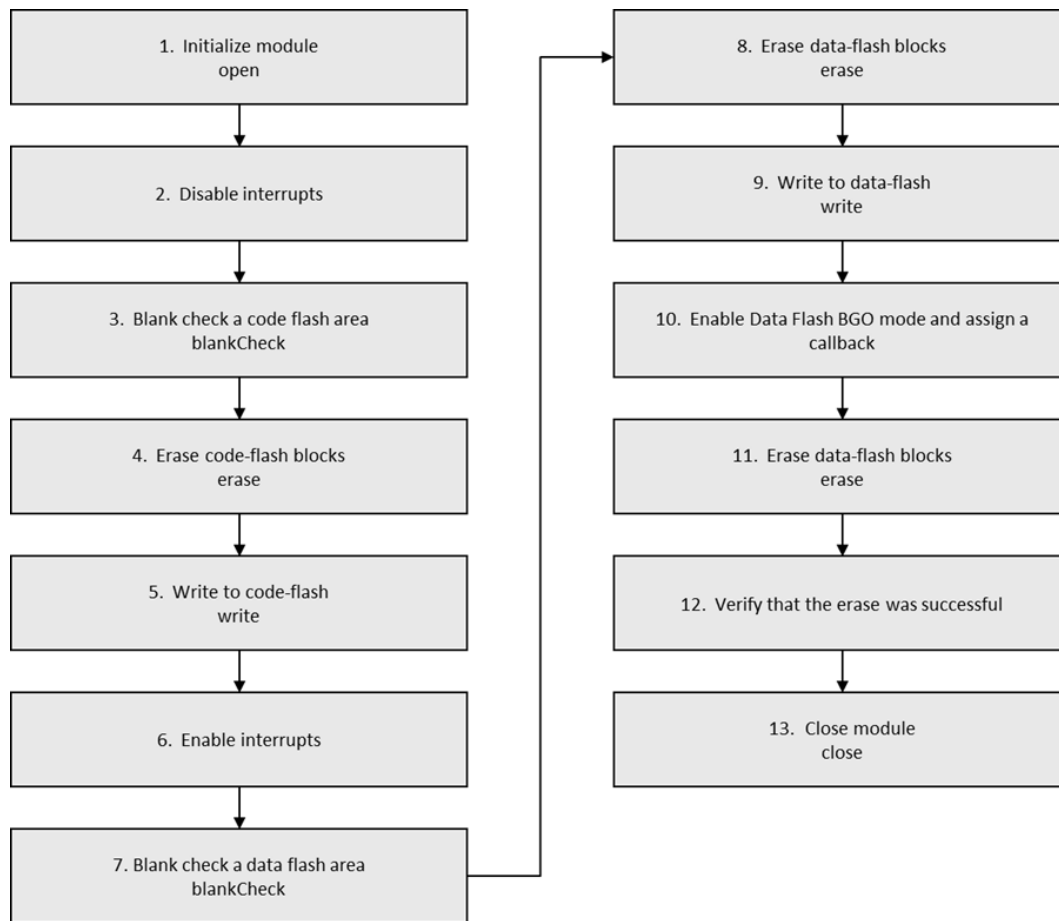 1. Initialize module
open
2. Disable interrupts
3. Blank check a code flash area
blankCheck
4. Erase code-flash blocks
erase
5. Write to code-flash
write
6. Enable interrupts
7. Blank check a data flash area
blankCheck
8. Erase data-flash blocks
erase
9. Write to data-flash
write
10. Enable Data Flash BGO mode and assign a
callback
11. Erase data-flash blocks
erase
12. Verify that the erase was successful
13. Close module
close